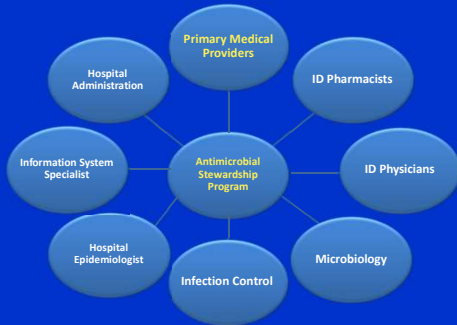 Primary Medical
Providers
Hospital
Administration
ID Pharmacists
Information System
Specialist
Antimicrobial
Stewardship
Program
ID Physicians
Hospital
Epidemiologist
Microbiology
Infection Control